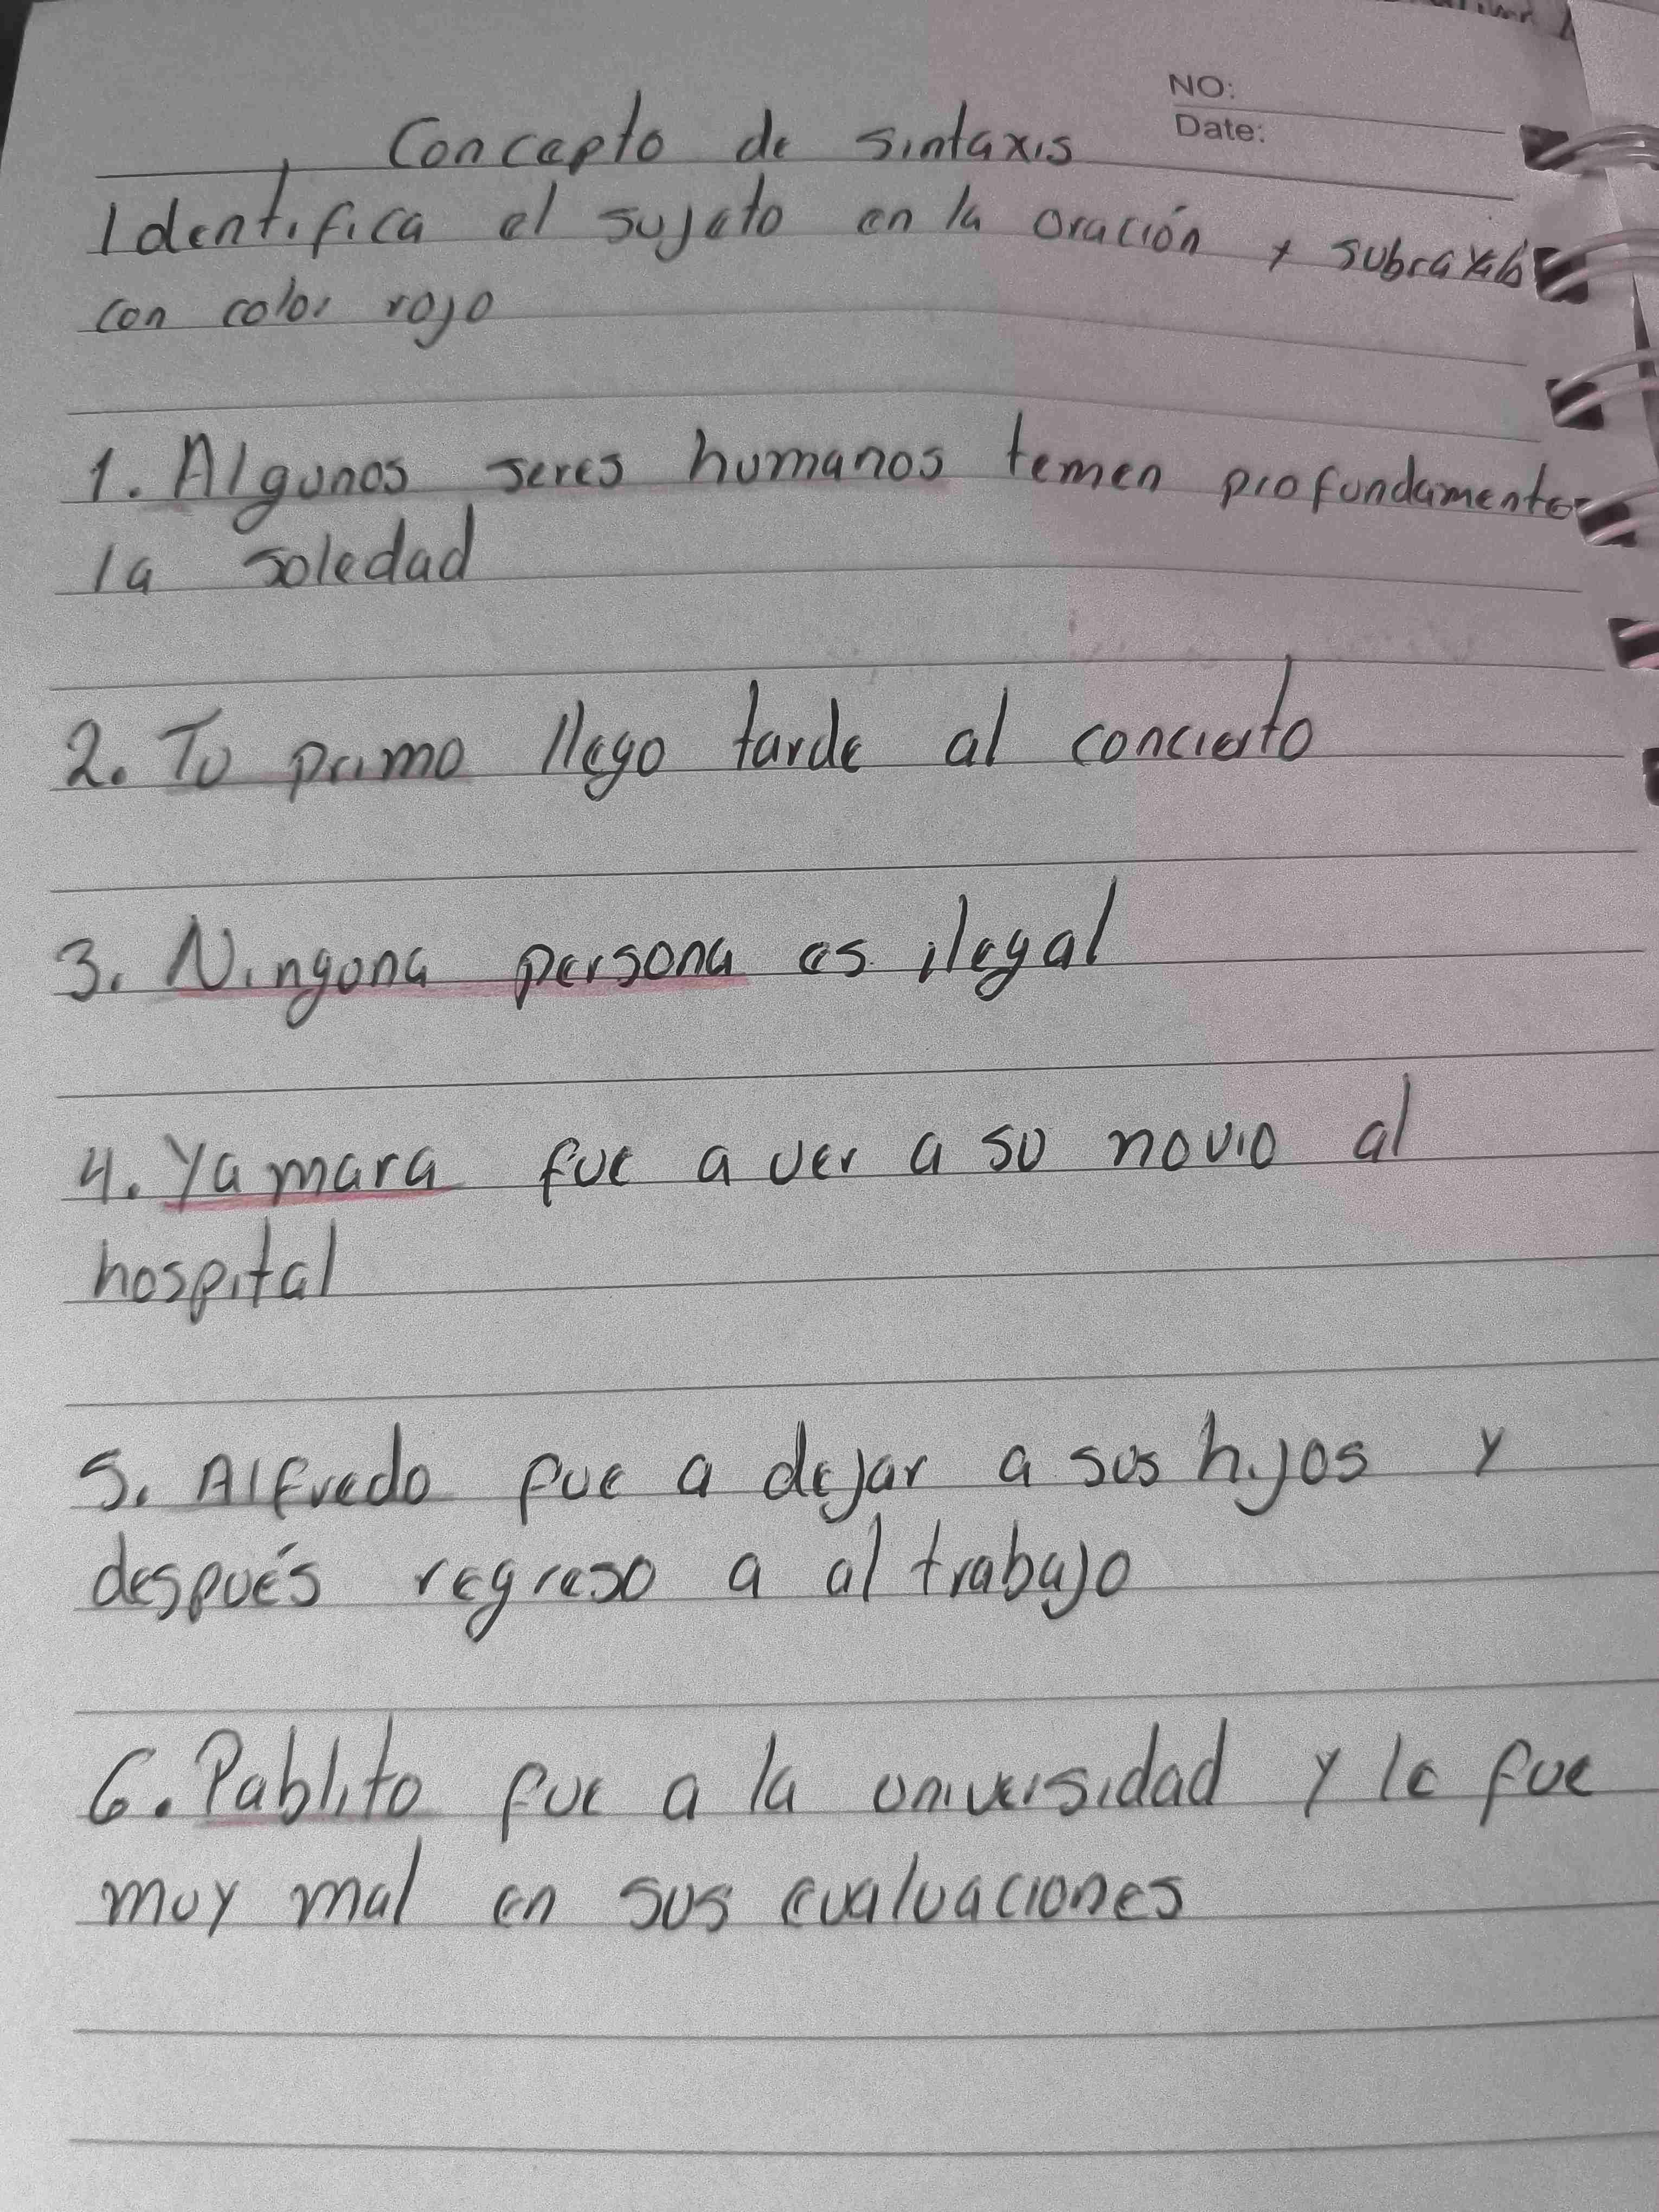 NO:
Date:
Concepto de sintaxis
Identifica el sujeto en la oración y subrayalo
con color rojo
1. Algunos seres humanos temen profundamente
la soledad
2. Tu primo llego tarde al concierto
3. Ninguna persona es ilegal
4. Yamara fue a ver a su novio al
hospital
5. Alfredo fue a dejar a sus hijos y
después regreso a al trabajo
6. Pablito fue a la universidad y le fue
muy mal en sus evaluaciones